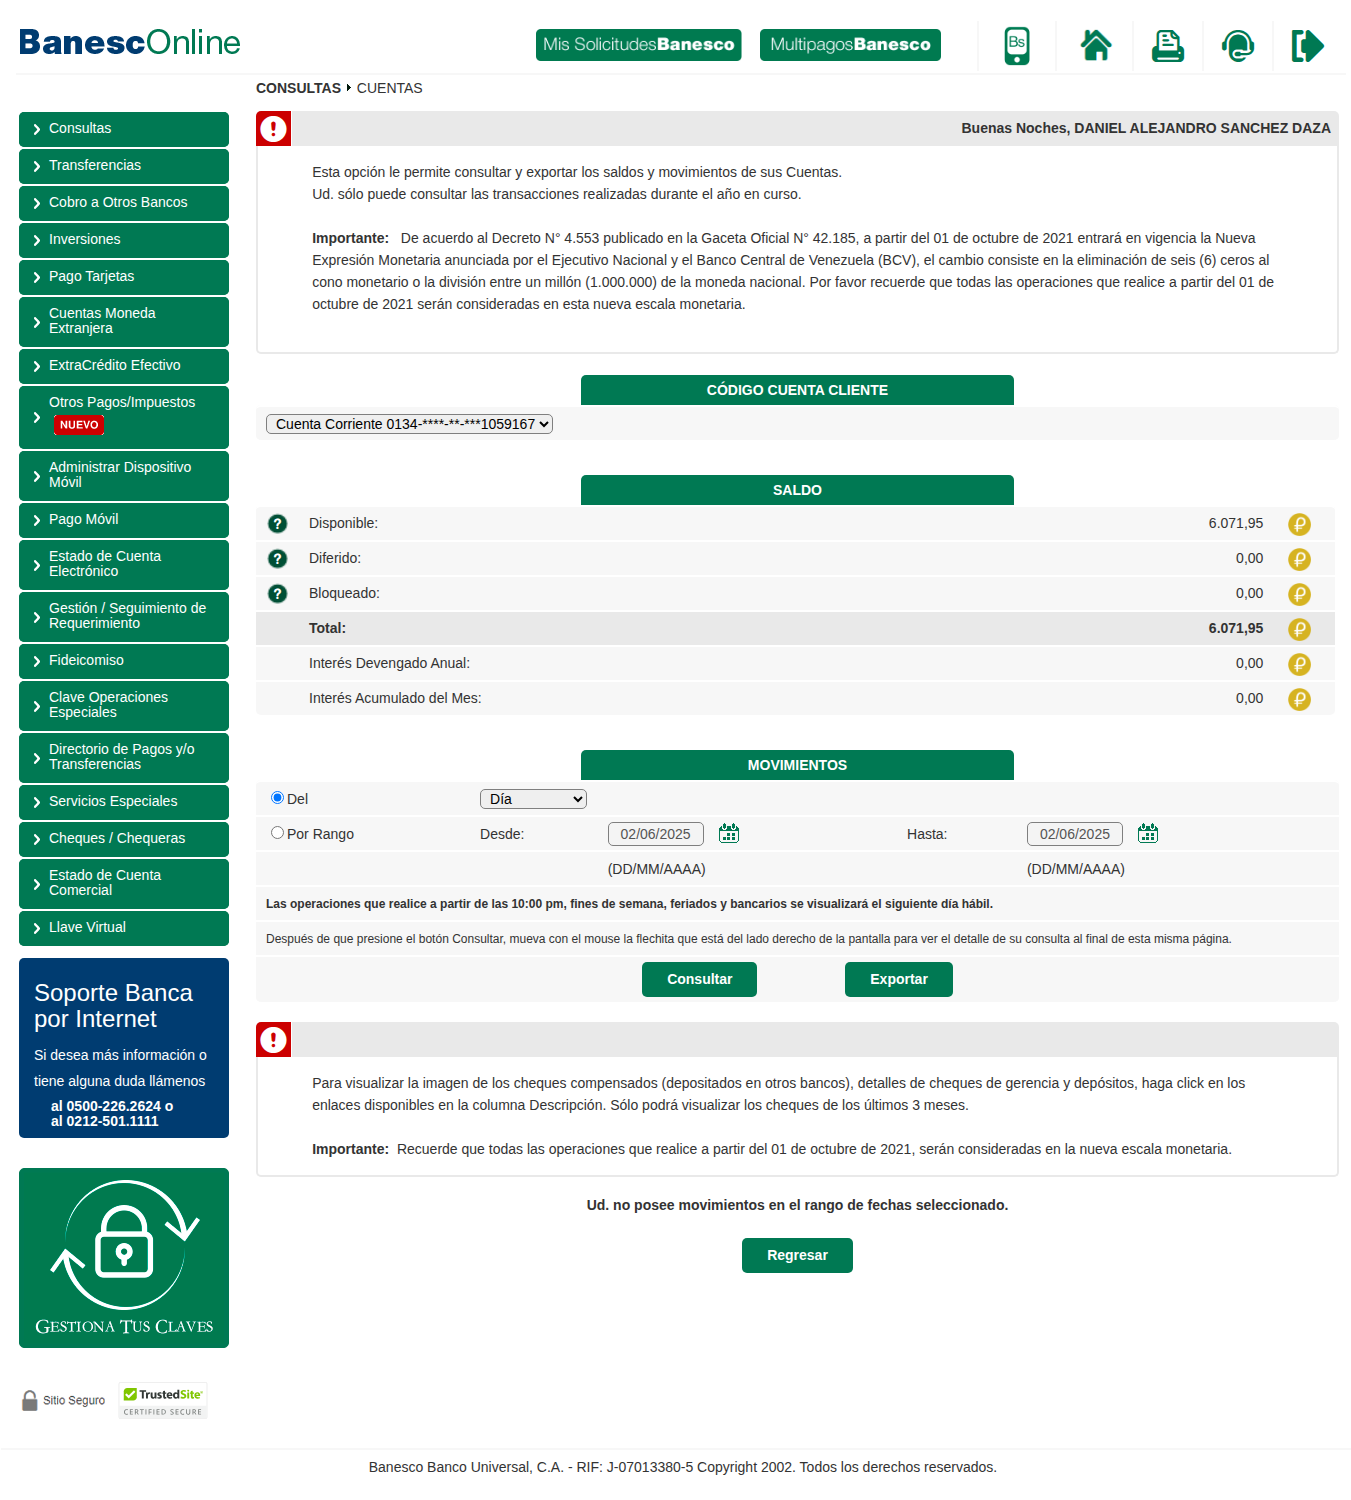 BanescOnline
Mis SolicitudesBanesco
MultipagosBanesco
Bs
CONSULTAS CUENTAS
Consultas
Transferencias
Cobro a Otros Bancos
Inversiones
Pago Tarjetas
Cuentas Moneda
Extranjera
ExtraCrédito Efectivo
Otros Pagos/Impuestos
NUEVO
Administrar Dispositivo
Móvil
Pago Móvil
Estado de Cuenta
Electrónico
Gestión / Seguimiento de
Requerimiento
Fideicomiso
Clave Operaciones
Especiales
Directorio de Pagos y/o
Transferencias
Servicios Especiales
Cheques / Chequeras
Estado de Cuenta
Comercial
Llave Virtual
Soporte Banca
por Internet
Si desea más información o
tiene alguna duda llámenos
al 0500-226.2624 o
al 0212-501.1111
GESTIONA TUS CLAVES
Sitio Seguro
TrustedSite
CERTIFIED SECURE
Buenas Noches, DANIEL ALEJANDRO SANCHEZ DAZA
Esta opción le permite consultar y exportar los saldos y movimientos de sus Cuentas.
Ud. sólo puede consultar las transacciones realizadas durante el año en curso.
Importante: De acuerdo al Decreto N° 4.553 publicado en la Gaceta Oficial N° 42.185, a partir del 01 de octubre de 2021 entrará en vigencia la Nueva
Expresión Monetaria anunciada por el Ejecutivo Nacional y el Banco Central de Venezuela (BCV), el cambio consiste en la eliminación de seis (6) ceros al
cono monetario o la división entre un millón (1.000.000) de la moneda nacional. Por favor recuerde que todas las operaciones que realice a partir del 01 de
octubre de 2021 serán consideradas en esta nueva escala monetaria.
CÓDIGO CUENTA CLIENTE
Cuenta Corriente 0134-****-**-***1059167
SALDO
? Disponible: 6.071,95
? Diferido: 0,00
? Bloqueado: 0,00
Total: 6.071,95
Interés Devengado Anual: 0,00
Interés Acumulado del Mes: 0,00
MOVIMIENTOS
Del Día
Por Rango Desde: 02/06/2025 Hasta: 02/06/2025
(DD/MM/AAAA) (DD/MM/AAAA)
Las operaciones que realice a partir de las 10:00 pm, fines de semana, feriados y bancarios se visualizará el siguiente día hábil.
Después de que presione el botón Consultar, mueva con el mouse la flechita que está del lado derecho de la pantalla para ver el detalle de su consulta al final de esta misma página.
Consultar Exportar
Para visualizar la imagen de los cheques compensados (depositados en otros bancos), detalles de cheques de gerencia y depósitos, haga click en los
enlaces disponibles en la columna Descripción. Sólo podrá visualizar los cheques de los últimos 3 meses.
Importante: Recuerde que todas las operaciones que realice a partir del 01 de octubre de 2021, serán consideradas en la nueva escala monetaria.
Ud. no posee movimientos en el rango de fechas seleccionado.
Regresar
Banesco Banco Universal, C.A. - RIF: J-07013380-5 Copyright 2002. Todos los derechos reservados.